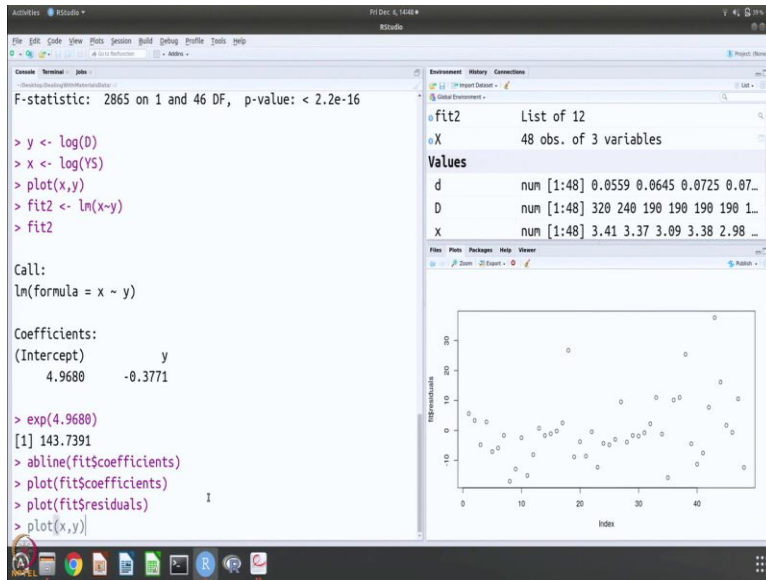 Activities RStudio Fri Dec 6, 14:48 39%
RStudio
File Edit Code View Plots Session Build Debug Profile Tools Help
Go to file/function Addins Project: (None)
Console Terminal Jobs
~/Desktop/DealingWithMaterialsData/
F-statistic:  2865 on 1 and 46 DF,  p-value: < 2.2e-16
> y <- log(D)
> x <- log(YS)
> plot(x,y)
> fit2 <- lm(x~y)
> fit2
Call:
lm(formula = x ~ y)
Coefficients:
(Intercept)            y
     4.9680      -0.3771
> exp(4.9680)
[1] 143.7391
> abline(fit$coefficients)
> plot(fit$coefficients)
> plot(fit$residuals)
> plot(x,y)
Environment History Connections
Import Dataset List
Global Environment
fit2 List of 12
X 48 obs. of 3 variables
Values
d num [1:48] 0.0559 0.0645 0.0725 0.07...
D num [1:48] 320 240 190 190 190 190 1...
x num [1:48] 3.41 3.37 3.09 3.38 2.98 ...
Files Plots Packages Help Viewer
Zoom Export Publish
fit$residuals
30
20
10
0
-10
0 10 20 30 40
Index
NPTEL